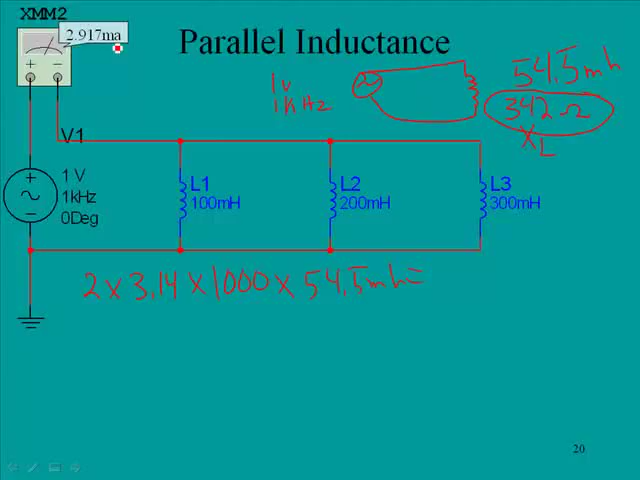 XMM2
2.917ma
Parallel Inductance
1v
1KHz
54.5mh
342 Ω
XL
V1
1 V
1kHz
0Deg
L1
100mH
L2
200mH
L3
300mH
2 x 3.14 x 1000 x 54.5mh=
20